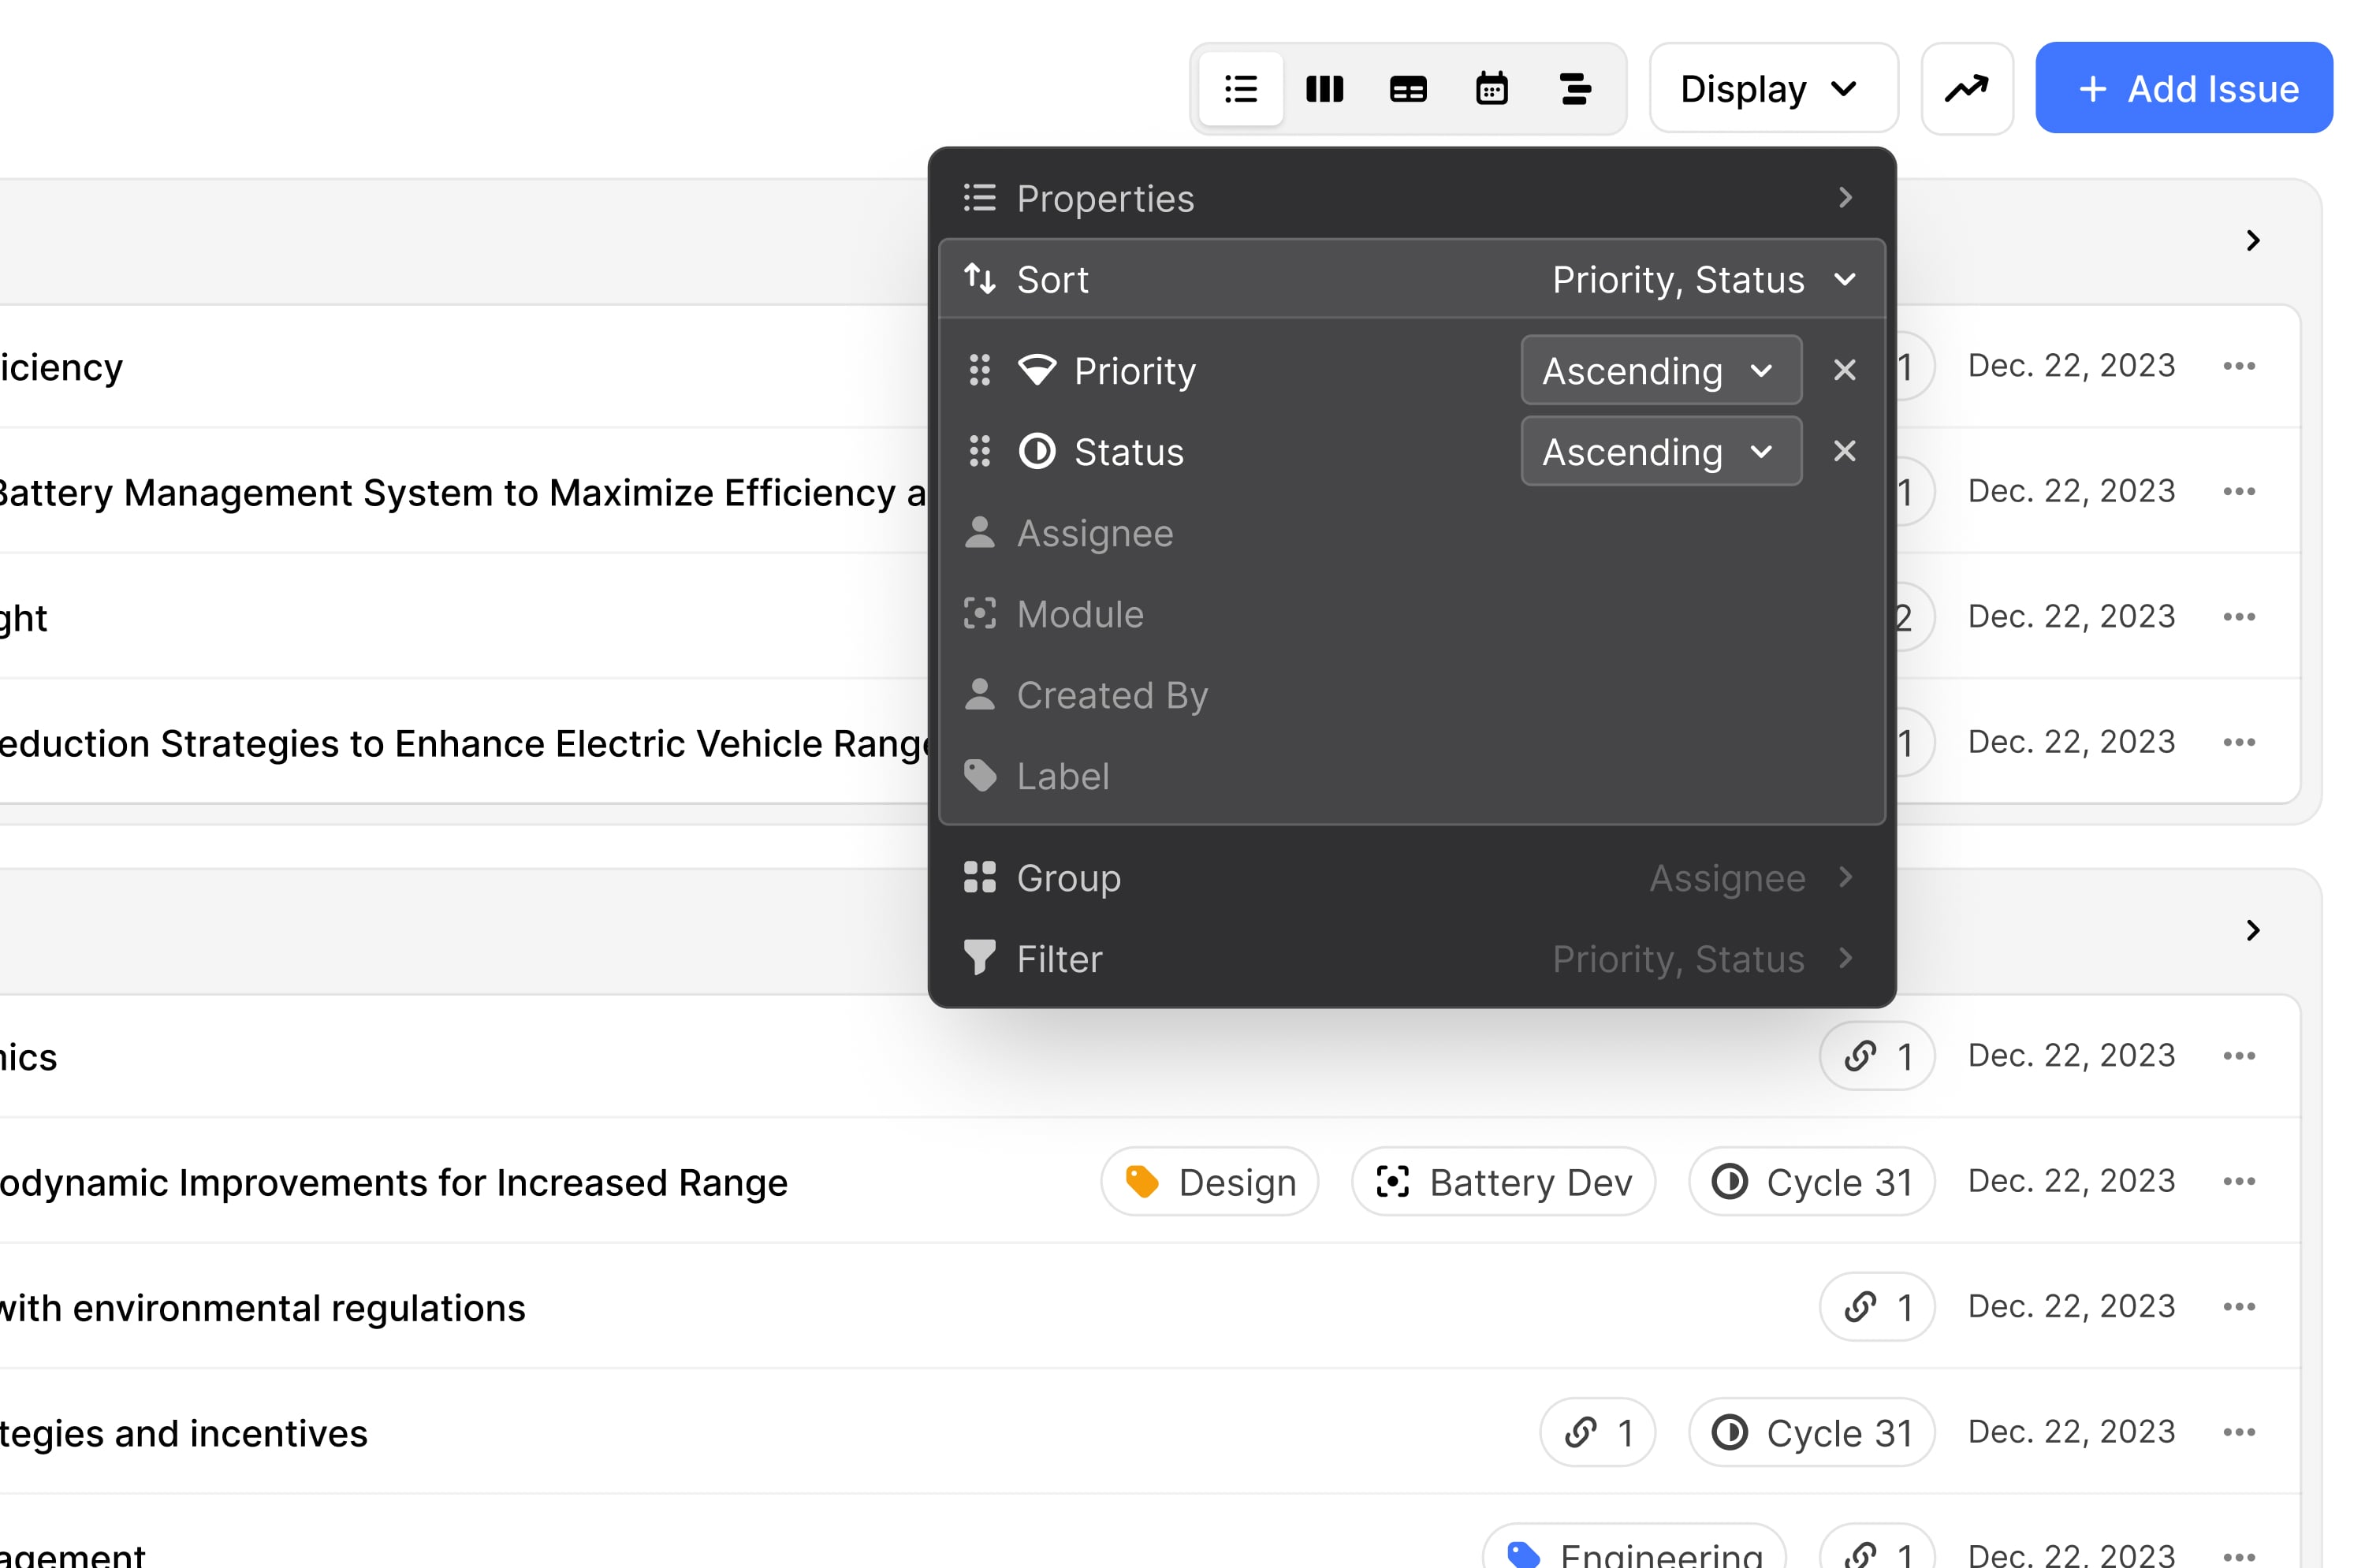 Display
Add Issue
Properties
Sort Priority, Status
Priority Ascending
Status Ascending
Assignee
Module
Created By
Label
Group Assignee
Filter Priority, Status
iciency 1 Dec. 22, 2023
Battery Management System to Maximize Efficiency a 1 Dec. 22, 2023
ght 2 Dec. 22, 2023
eduction Strategies to Enhance Electric Vehicle Range 1 Dec. 22, 2023
ics 1 Dec. 22, 2023
odynamic Improvements for Increased Range Design Battery Dev Cycle 31 Dec. 22, 2023
with environmental regulations 1 Dec. 22, 2023
tegies and incentives 1 Cycle 31 Dec. 22, 2023
agement Engineering 1 Dec. 22, 2023